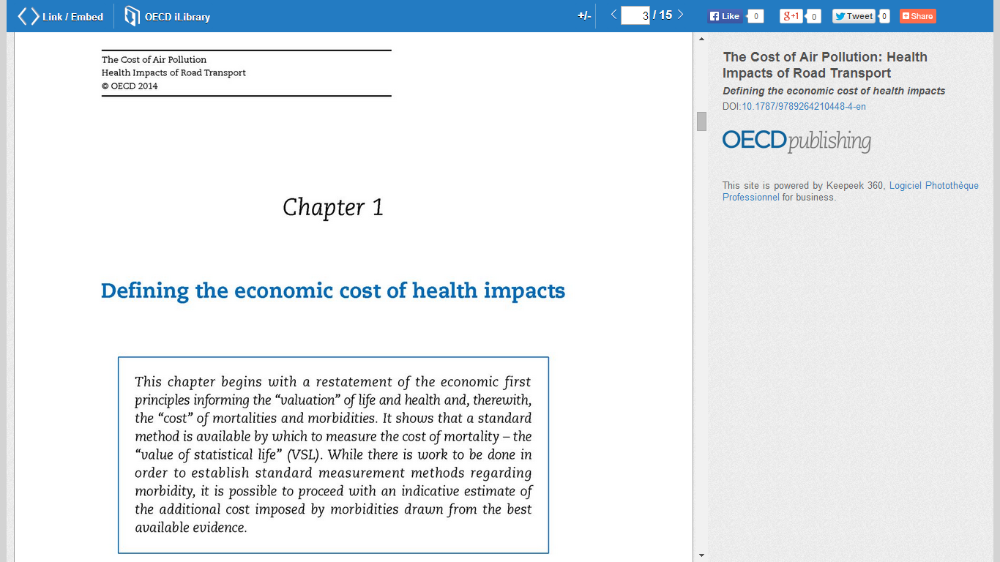 Link / Embed
OECD iLibrary
+/-
3 / 15
Like 0
g+1 0
Tweet 0
Share
The Cost of Air Pollution
Health Impacts of Road Transport
© OECD 2014
Chapter 1
Defining the economic cost of health impacts
This chapter begins with a restatement of the economic first
principles informing the “valuation” of life and health and, therewith,
the “cost” of mortalities and morbidities. It shows that a standard
method is available by which to measure the cost of mortality – the
“value of statistical life” (VSL). While there is work to be done in
order to establish standard measurement methods regarding
morbidity, it is possible to proceed with an indicative estimate of
the additional cost imposed by morbidities drawn from the best
available evidence.
The Cost of Air Pollution: Health
Impacts of Road Transport
Defining the economic cost of health impacts
DOI:10.1787/9789264210448-4-en
OECD publishing
This site is powered by Keepeek 360, Logiciel Photothèque
Professionnel for business.